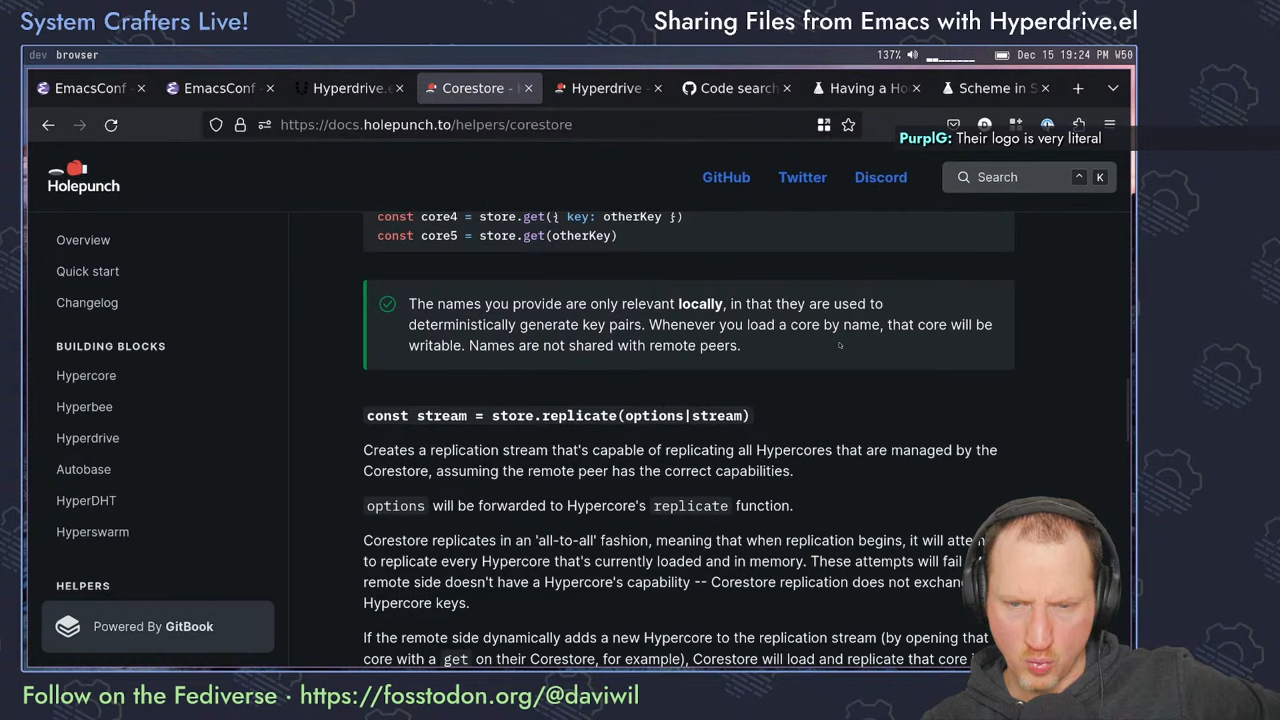 System Crafters Live!
Sharing Files from Emacs with Hyperdrive.el
dev browser
137% Dec 15 19:24 PM W50
EmacsConf -
EmacsConf -
Hyperdrive.e
Corestore -
Hyperdrive -
Code search
Having a Ho
Scheme in S
https://docs.holepunch.to/helpers/corestore
PurplG: Their logo is very literal
Holepunch
GitHub
Twitter
Discord
Search
^ K
Overview
Quick start
Changelog
BUILDING BLOCKS
Hypercore
Hyperbee
Hyperdrive
Autobase
HyperDHT
Hyperswarm
HELPERS
Powered By GitBook
const core4 = store.get({ key: otherKey })
const core5 = store.get(otherKey)
The names you provide are only relevant locally, in that they are used to
deterministically generate key pairs. Whenever you load a core by name, that core will be
writable. Names are not shared with remote peers.
const stream = store.replicate(options|stream)
Creates a replication stream that's capable of replicating all Hypercores that are managed by the
Corestore, assuming the remote peer has the correct capabilities.
options will be forwarded to Hypercore's replicate function.
Corestore replicates in an 'all-to-all' fashion, meaning that when replication begins, it will
to replicate every Hypercore that's currently loaded and in memory. These attempts will fail
remote side doesn't have a Hypercore's capability -- Corestore replication does not
Hypercore keys.
If the remote side dynamically adds a new Hypercore to the replication stream (by opening that
core with a get on their Corestore, for example), Corestore will load and replicate that core
Follow on the Fediverse · https://fosstodon.org/@daviwil